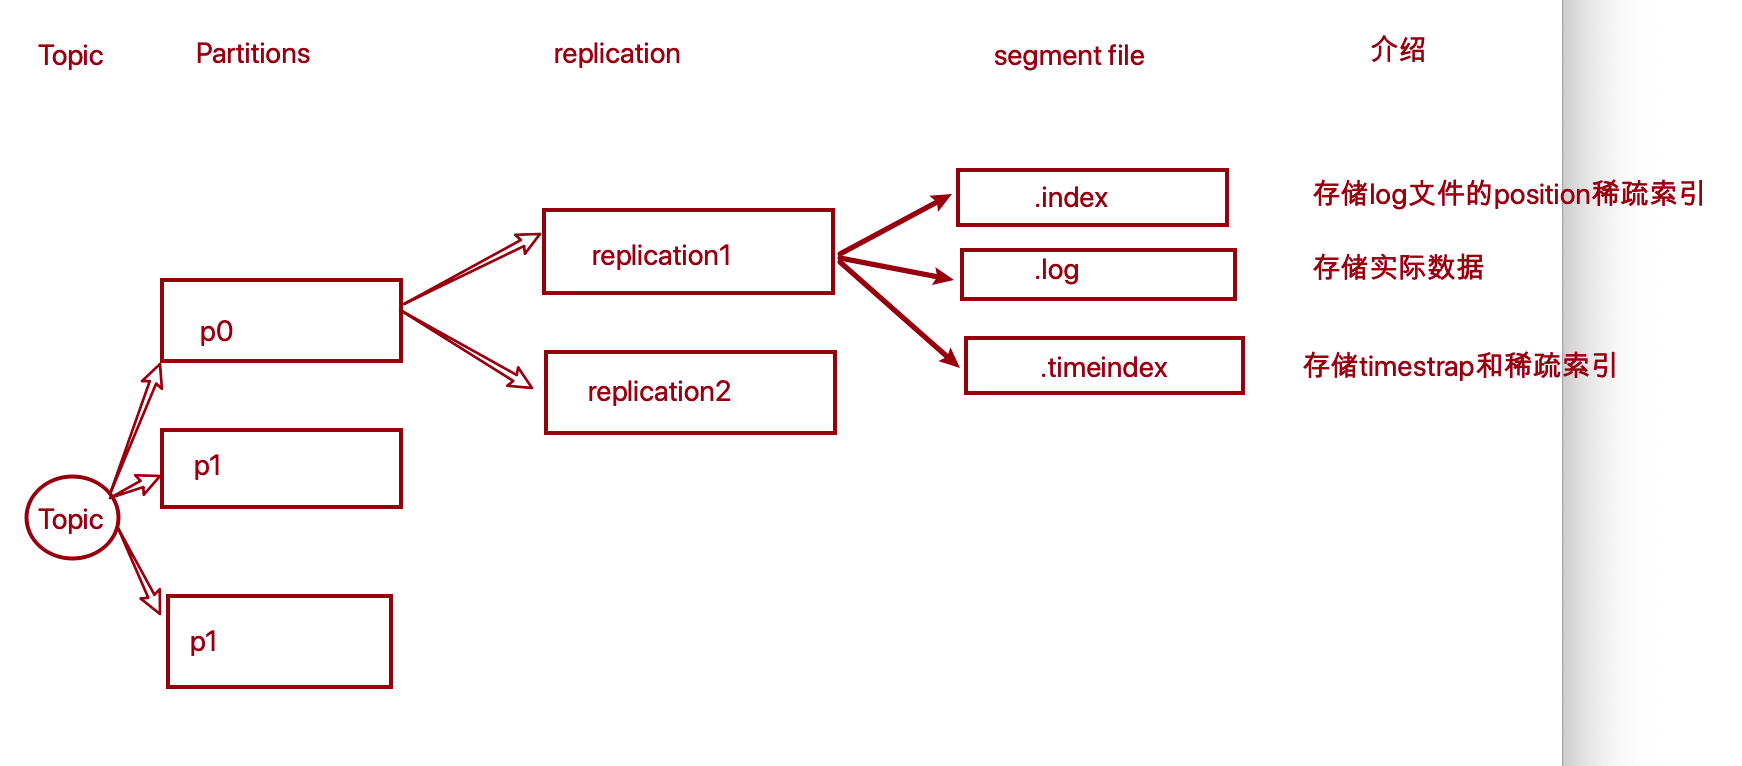 Topic
Partitions
replication
segment file
介绍
.index
存储log文件的position稀疏索引
replication1
.log
存储实际数据
p0
.timeindex
存储timestrap和稀疏索引
replication2
p1
Topic
p1